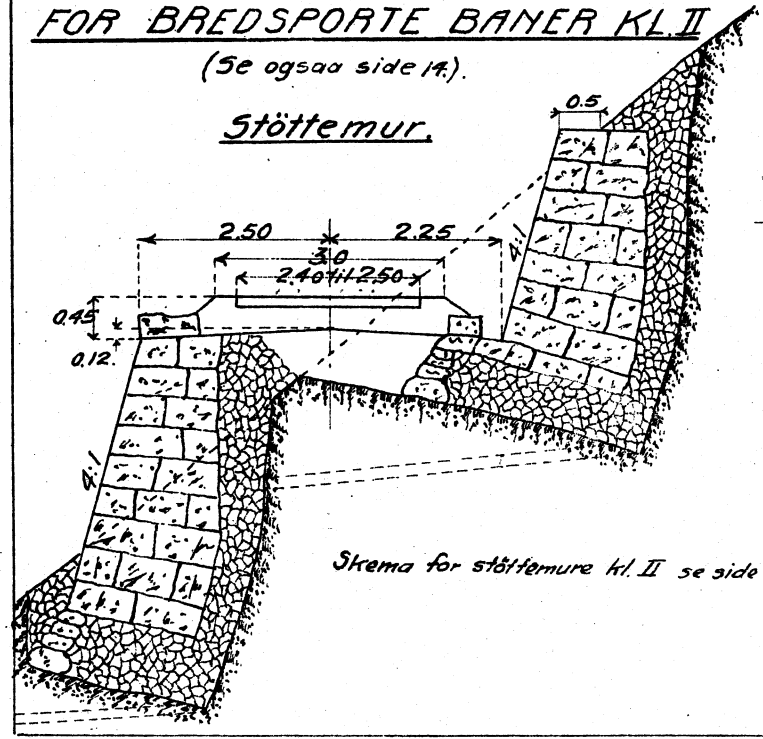 FOR BREDSPORTE BANER KL. II
(Se ogsaa side 14.).
Stöttemur.
0.5
2.50 2.25
3.0
2.40 til 2.50
0.45
0.12.
4:1
4:1
Skema for stöttemure kl. II se side